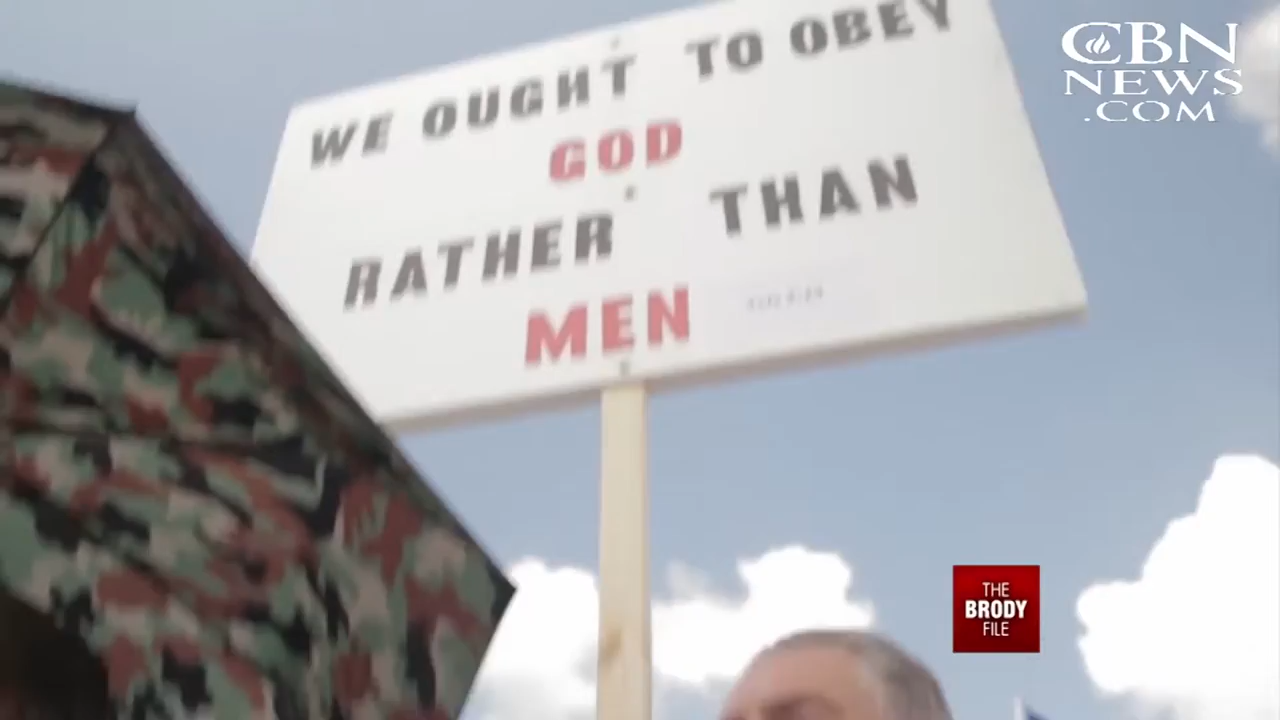 WE OUGHT TO OBEY
GOD
RATHER THAN
MEN
CBN
NEWS
.COM
THE
BRODY
FILE